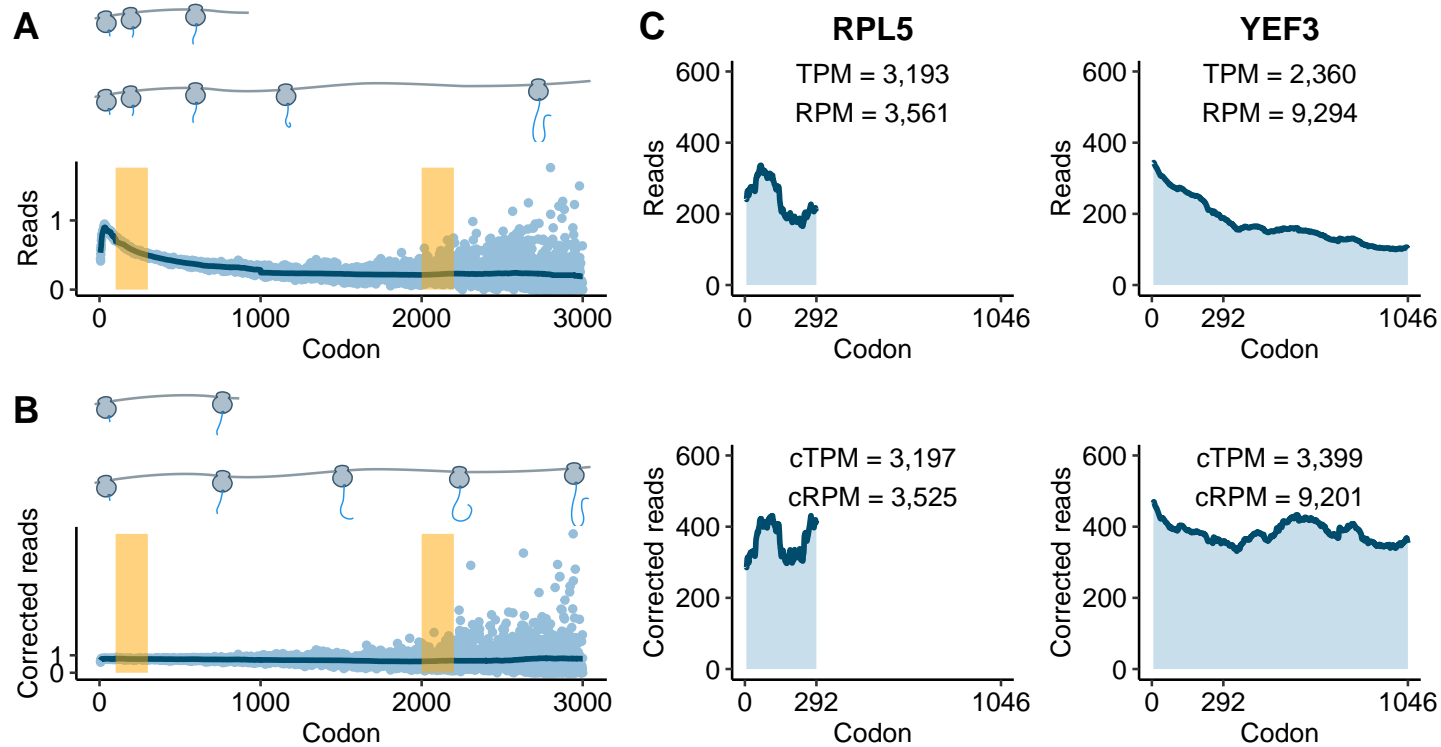 A
Reads
1
0
0 1000 2000 3000
Codon
B
Corrected reads
1
0
0 1000 2000 3000
Codon
C
RPL5
TPM = 3,193
RPM = 3,561
Reads
600
400
200
0
0 292 1046
Codon
YEF3
TPM = 2,360
RPM = 9,294
Reads
600
400
200
0
0 292 1046
Codon
cTPM = 3,197
cRPM = 3,525
Corrected reads
600
400
200
0
0 292 1046
Codon
cTPM = 3,399
cRPM = 9,201
Corrected reads
600
400
200
0
0 292 1046
Codon